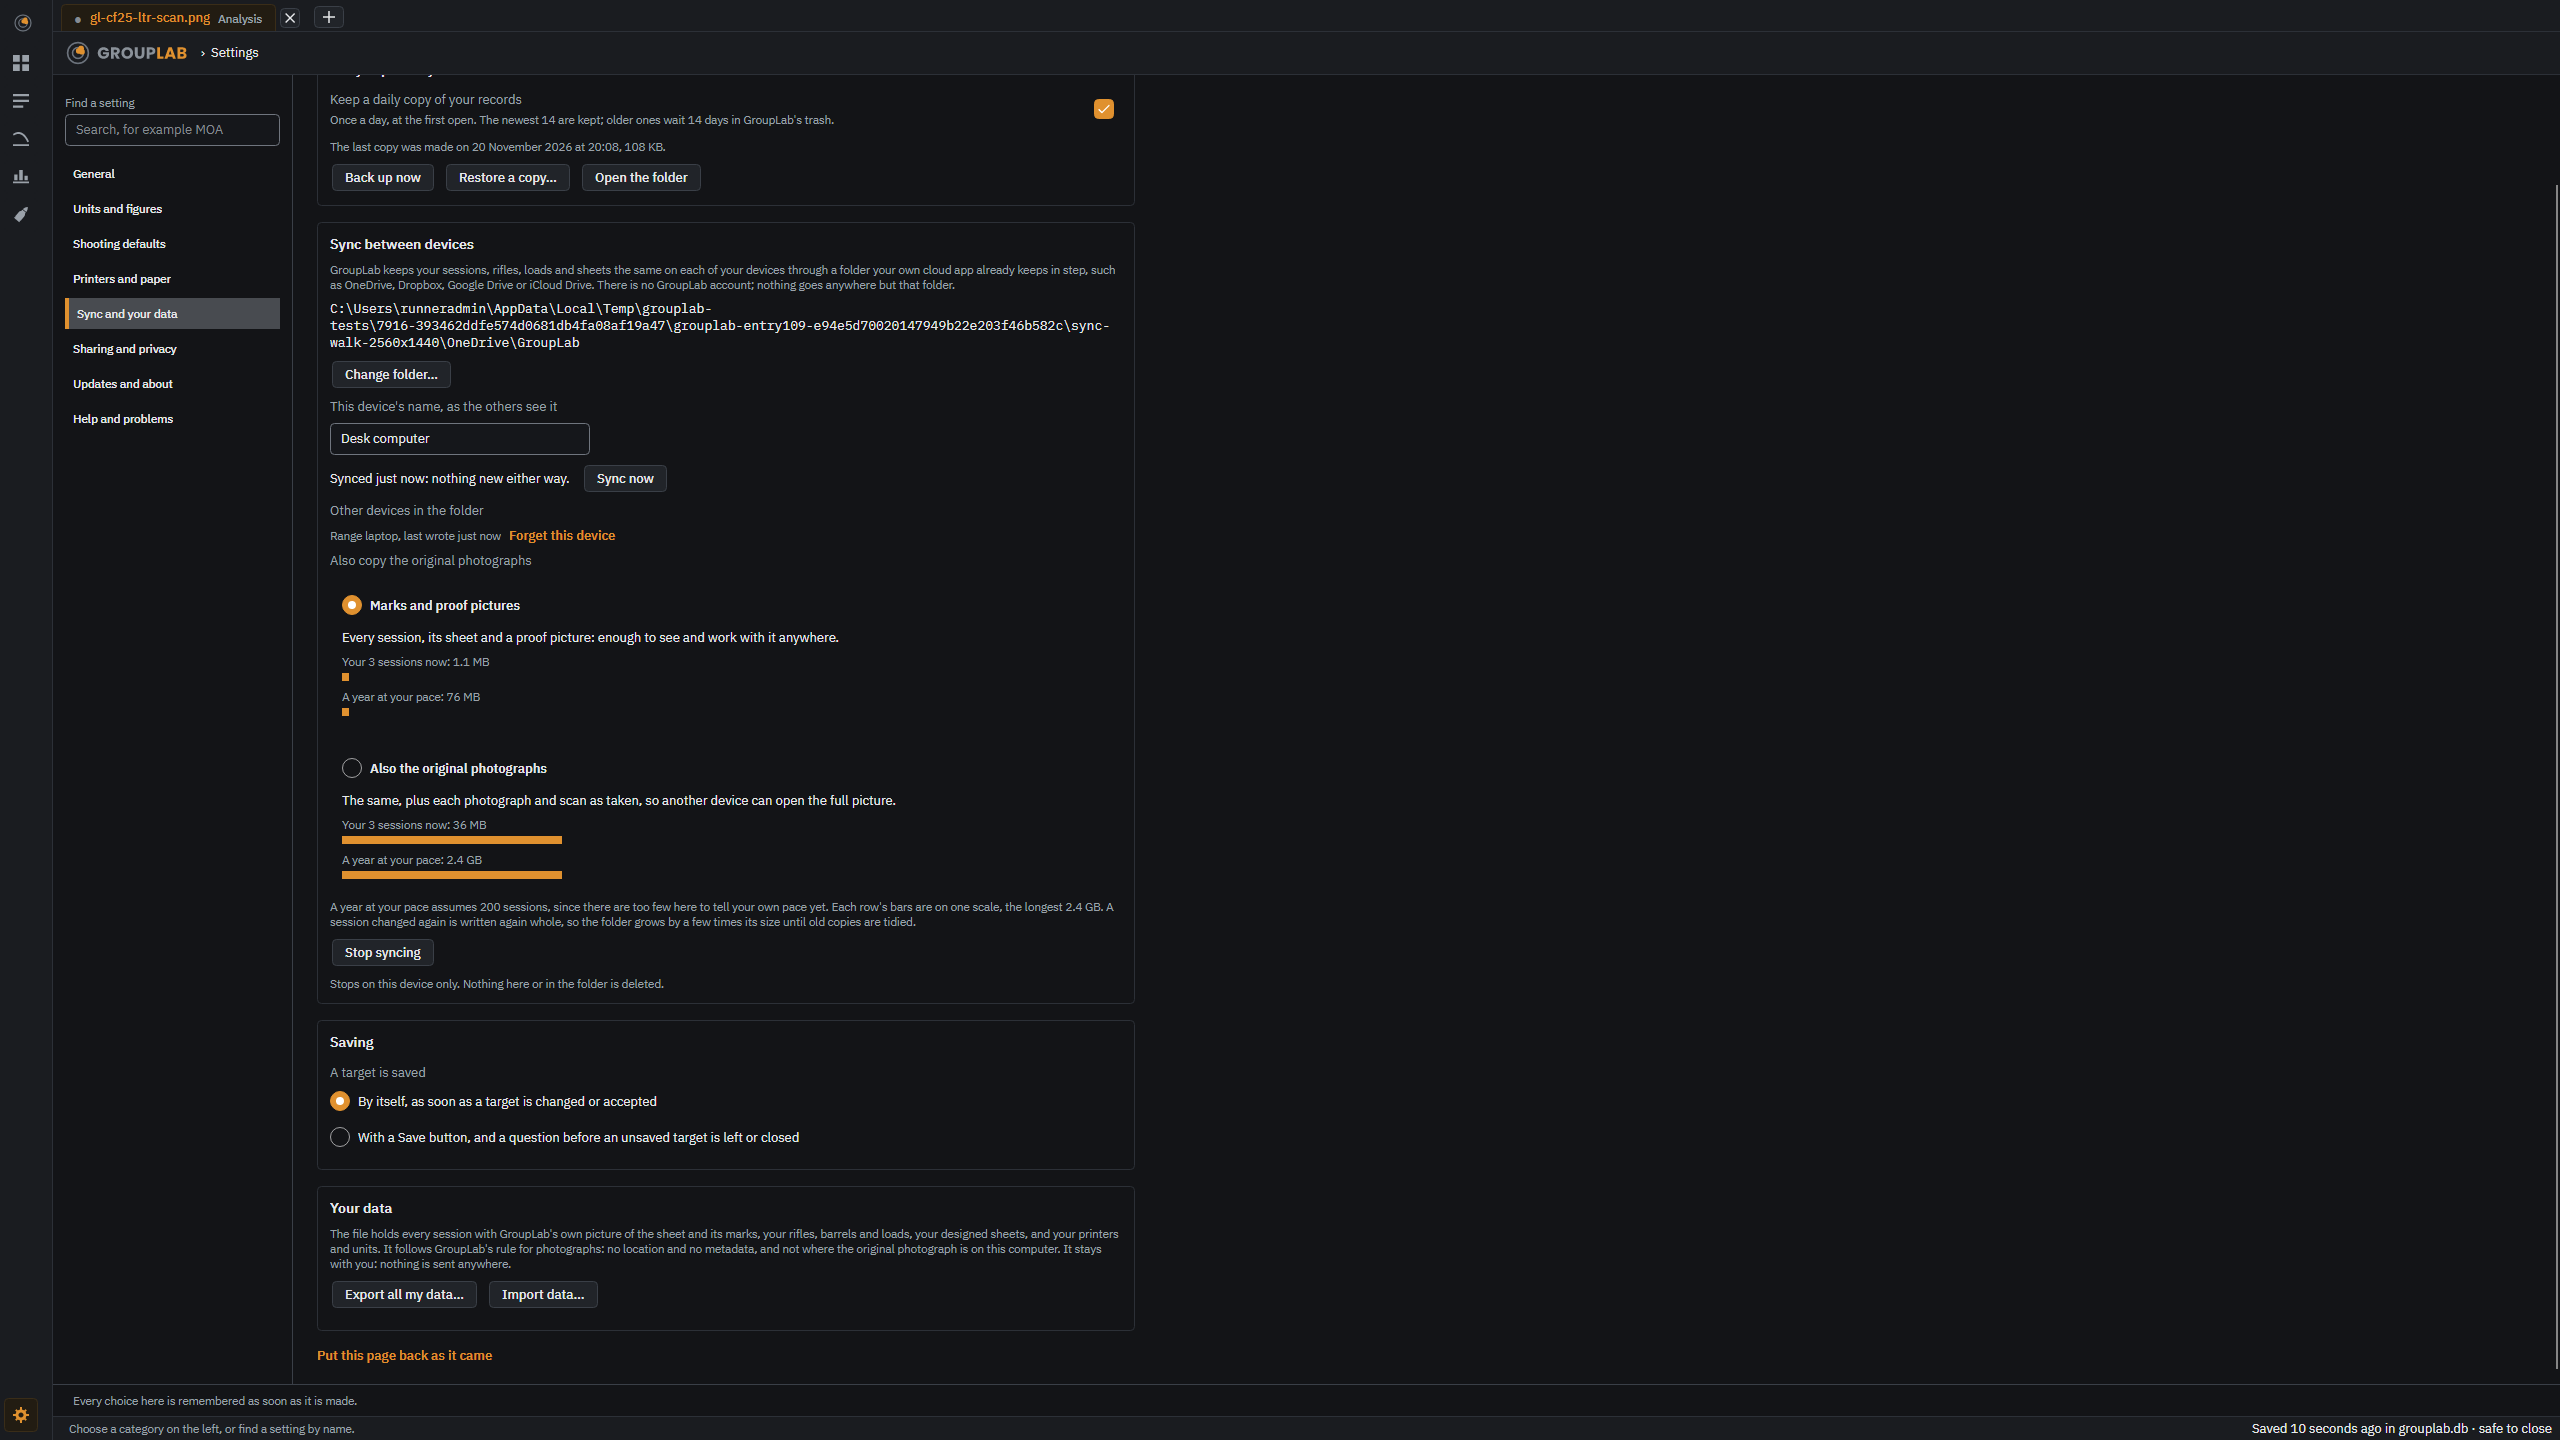 gl-cf25-ltr-scan.png Analysis
GROUPLAB › Settings
Find a setting
Search, for example MOA
General
Units and figures
Shooting defaults
Printers and paper
Sync and your data
Sharing and privacy
Updates and about
Help and problems
Keep a daily copy of your records
Once a day, at the first open. The newest 14 are kept; older ones wait 14 days in GroupLab's trash.
The last copy was made on 20 November 2026 at 20:08, 108 KB.
Back up now Restore a copy... Open the folder
Sync between devices
GroupLab keeps your sessions, rifles, loads and sheets the same on each of your devices through a folder your own cloud app already keeps in step, such
as OneDrive, Dropbox, Google Drive or iCloud Drive. There is no GroupLab account; nothing goes anywhere but that folder.
C:\Users\runneradmin\AppData\Local\Temp\grouplab-
tests\7916-393462ddfe574d0681db4fa08af19a47\grouplab-entry109-e94e5d70020147949b22e203f46b582c\sync-
walk-2560x1440\OneDrive\GroupLab
Change folder...
This device's name, as the others see it
Desk computer
Synced just now: nothing new either way. Sync now
Other devices in the folder
Range laptop, last wrote just now Forget this device
Also copy the original photographs
Marks and proof pictures
Every session, its sheet and a proof picture: enough to see and work with it anywhere.
Your 3 sessions now: 1.1 MB
A year at your pace: 76 MB
Also the original photographs
The same, plus each photograph and scan as taken, so another device can open the full picture.
Your 3 sessions now: 36 MB
A year at your pace: 2.4 GB
A year at your pace assumes 200 sessions, since there are too few here to tell your own pace yet. Each row's bars are on one scale, the longest 2.4 GB. A
session changed again is written again whole, so the folder grows by a few times its size until old copies are tidied.
Stop syncing
Stops on this device only. Nothing here or in the folder is deleted.
Saving
A target is saved
By itself, as soon as a target is changed or accepted
With a Save button, and a question before an unsaved target is left or closed
Your data
The file holds every session with GroupLab's own picture of the sheet and its marks, your rifles, barrels and loads, your designed sheets, and your printers
and units. It follows GroupLab's rule for photographs: no location and no metadata, and not where the original photograph is on this computer. It stays
with you: nothing is sent anywhere.
Export all my data... Import data...
Put this page back as it came
Every choice here is remembered as soon as it is made.
Choose a category on the left, or find a setting by name.
Saved 10 seconds ago in grouplab.db · safe to close